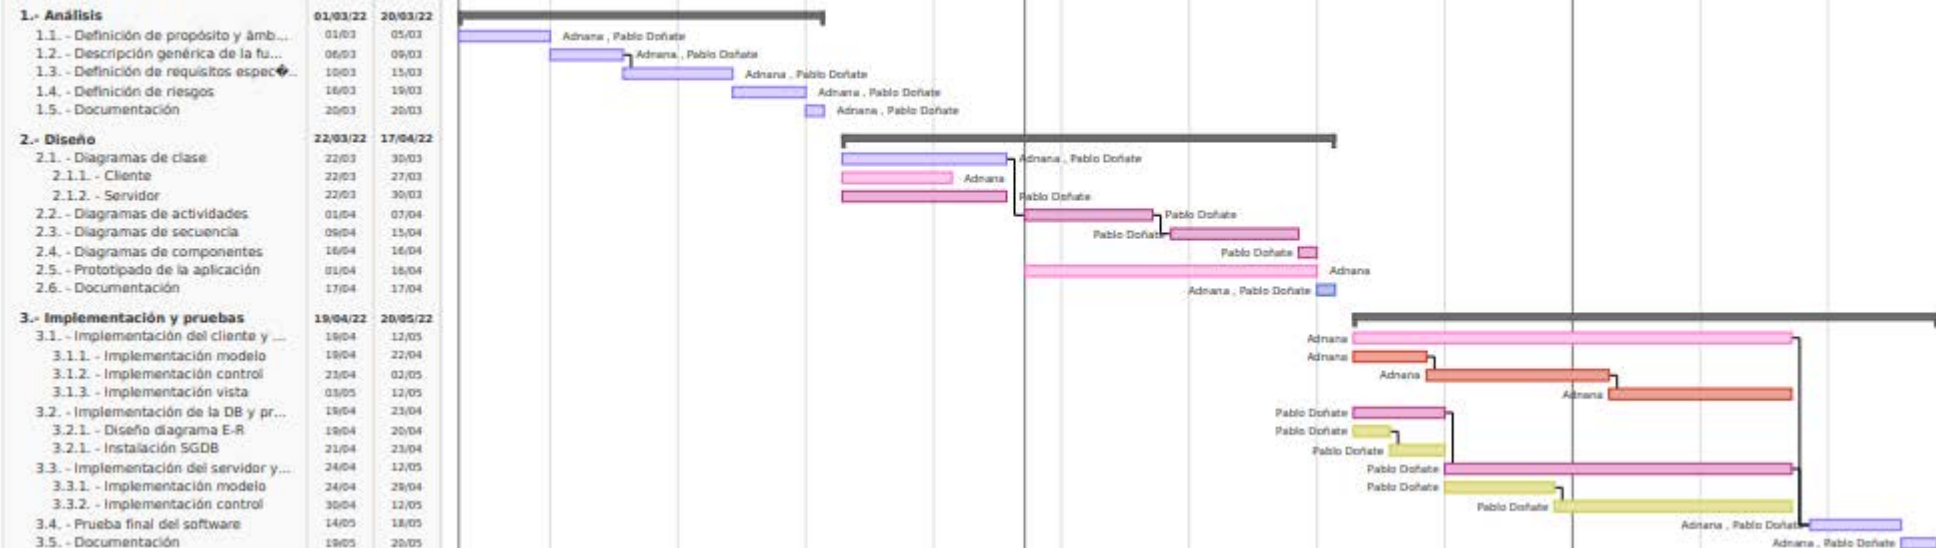 1.- Análisis 01/03/22 20/03/22
1.1. - Definición de propósito y àmb... 01/03 05/03 Adnana , Pablo Doñate
1.2. - Descripción genérica de la fu... 06/03 09/03 Adnana , Pablo Doñate
1.3. - Definición de requisitos espec�.. 10/03 15/03 Adnana , Pablo Doñate
1.4. - Definición de riesgos 16/03 19/03 Adnana , Pablo Doñate
1.5. - Documentación 20/03 20/03 Adnana , Pablo Doñate
2.- Diseño 22/03/22 17/04/22
2.1. - Diagramas de clase 22/03 30/03 Adnana , Pablo Doñate
2.1.1. - Cliente 22/03 27/03 Adnana
2.1.2. - Servidor 22/03 30/03 Pablo Doñate
2.2. - Diagramas de actividades 01/04 07/04 Pablo Doñate
2.3. - Diagramas de secuencia 09/04 15/04 Pablo Doñate
2.4. - Diagramas de componentes 16/04 16/04 Pablo Doñate
2.5. - Prototipado de la aplicación 01/04 16/04 Adnana
2.6. - Documentación 17/04 17/04 Adnana , Pablo Doñate
3.- Implementación y pruebas 19/04/22 20/05/22
3.1. - Implementación del cliente y ... 19/04 12/05 Adnana
3.1.1. - Implementación modelo 19/04 22/04 Adnana
3.1.2. - Implementación control 23/04 02/05 Adnana
3.1.3. - Implementación vista 03/05 12/05 Adnana
3.2. - Implementación de la DB y pr... 19/04 23/04 Pablo Doñate
3.2.1. - Diseño diagrama E-R 19/04 20/04 Pablo Doñate
3.2.1. - Instalación SGDB 21/04 23/04 Pablo Doñate
3.3. - Implementación del servidor y... 24/04 12/05 Pablo Doñate
3.3.1. - Implementación modelo 24/04 29/04 Pablo Doñate
3.3.2. - Implementación control 30/04 12/05 Pablo Doñate
3.4. - Prueba final del software 14/05 18/05 Adnana , Pablo Doñate
3.5. - Documentación 19/05 20/05 Adnana , Pablo Doñate